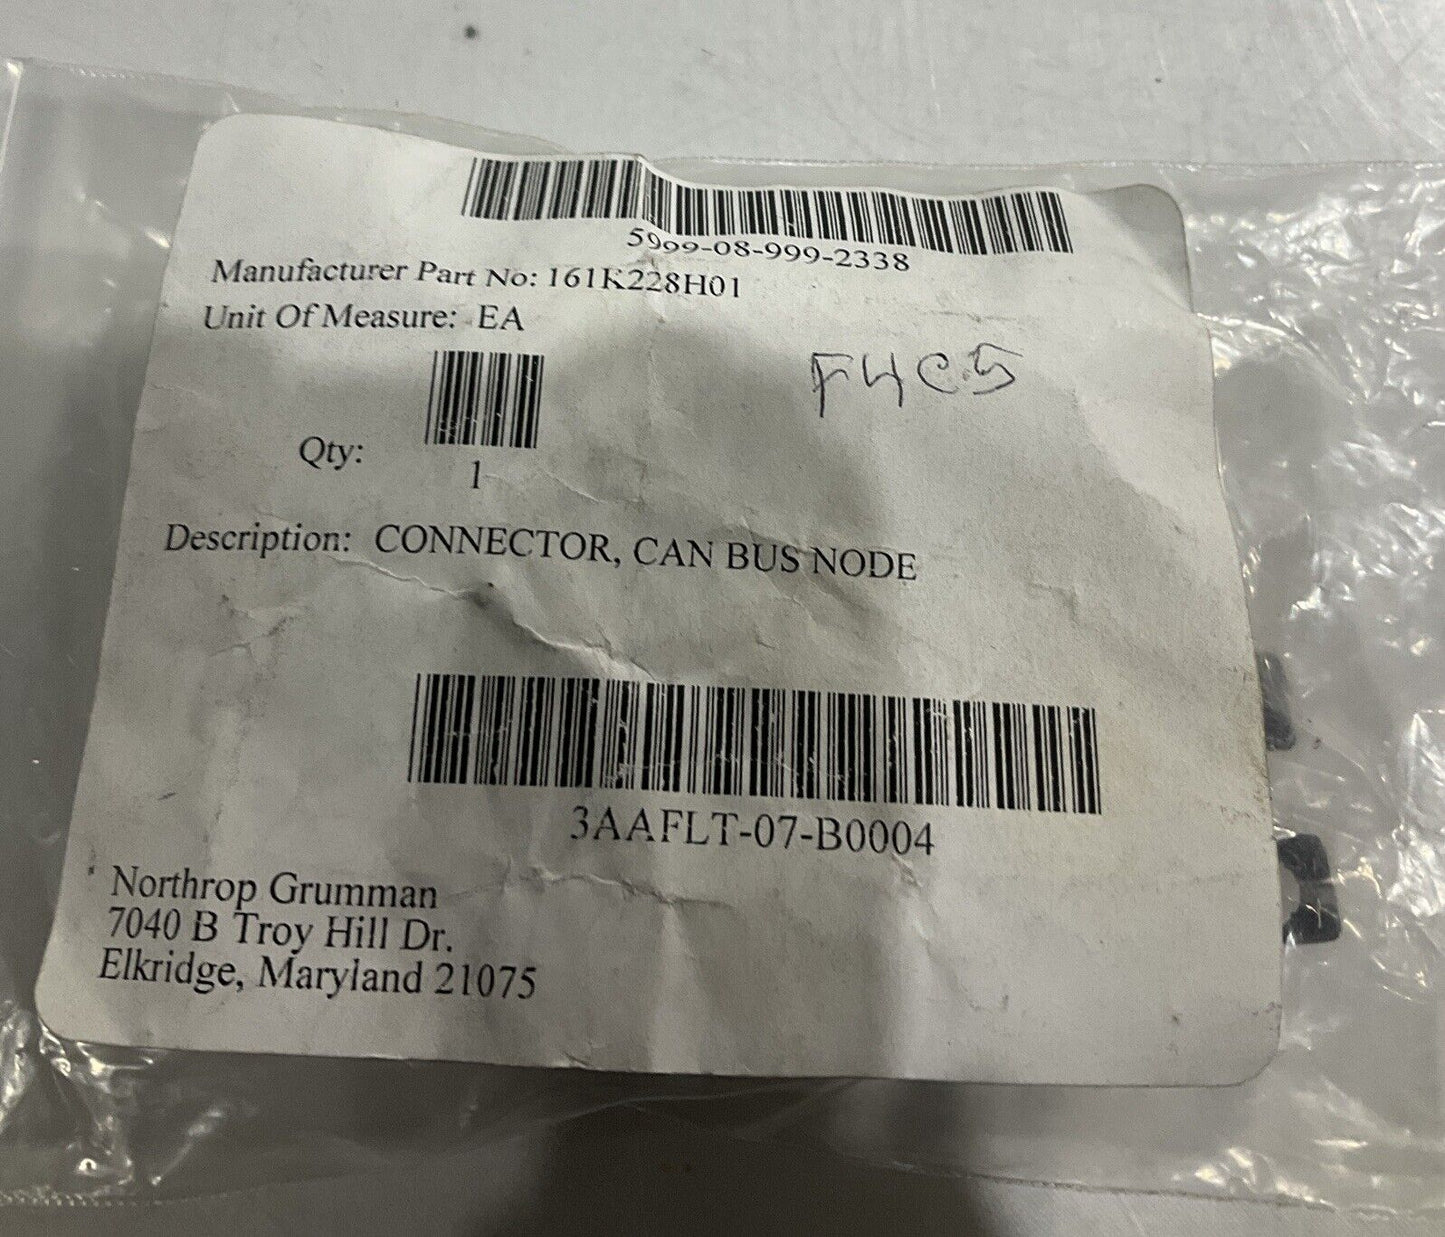 5999-08-999-2338
Manufacturer Part No: 161K228H01
Unit Of Measure: EA
F4C5
Qty:
1
Description: CONNECTOR, CAN BUS NODE
3AAFLT-07-B0004
Northrop Grumman
7040 B Troy Hill Dr.
Elkridge, Maryland 21075